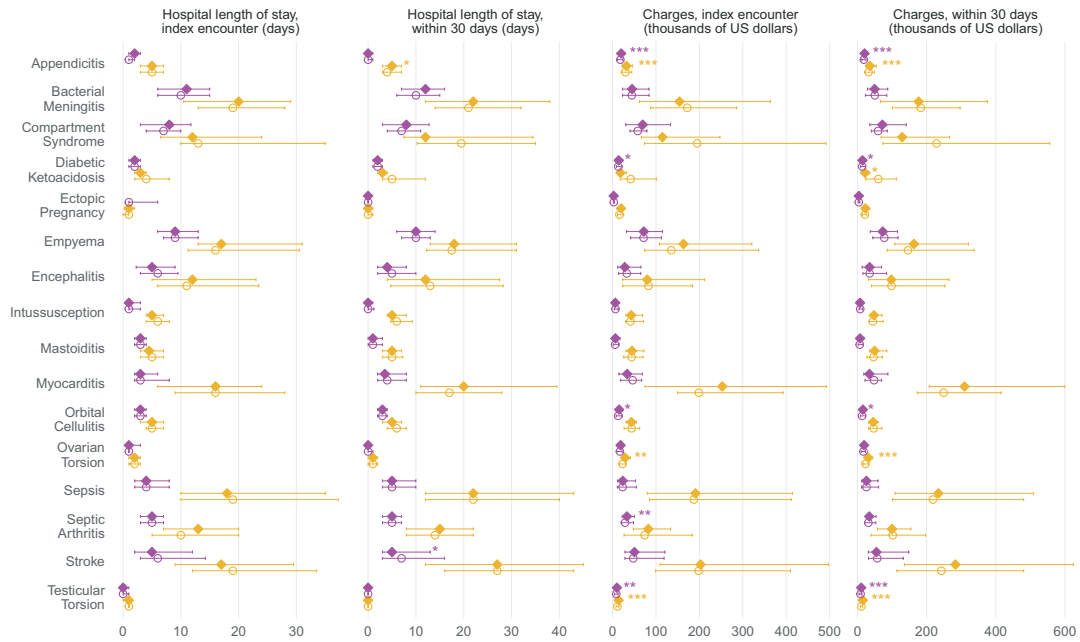 Hospital length of stay,
index encounter (days)
Hospital length of stay,
within 30 days (days)
Charges, index encounter
(thousands of US dollars)
Charges, within 30 days
(thousands of US dollars)
Appendicitis
*
***
***
***
***
Bacterial
Meningitis
Compartment
Syndrome
Diabetic
Ketoacidosis
*
*
*
Ectopic
Pregnancy
Empyema
Encephalitis
Intussusception
Mastoiditis
Myocarditis
Orbital
Cellulitis
*
*
Ovarian
Torsion
**
***
Sepsis
Septic
Arthritis
**
Stroke
*
Testicular
Torsion
**
***
***
***
0 10 20 30
0 10 20 30 40
0 100 200 300 400 500
0 200 400 600